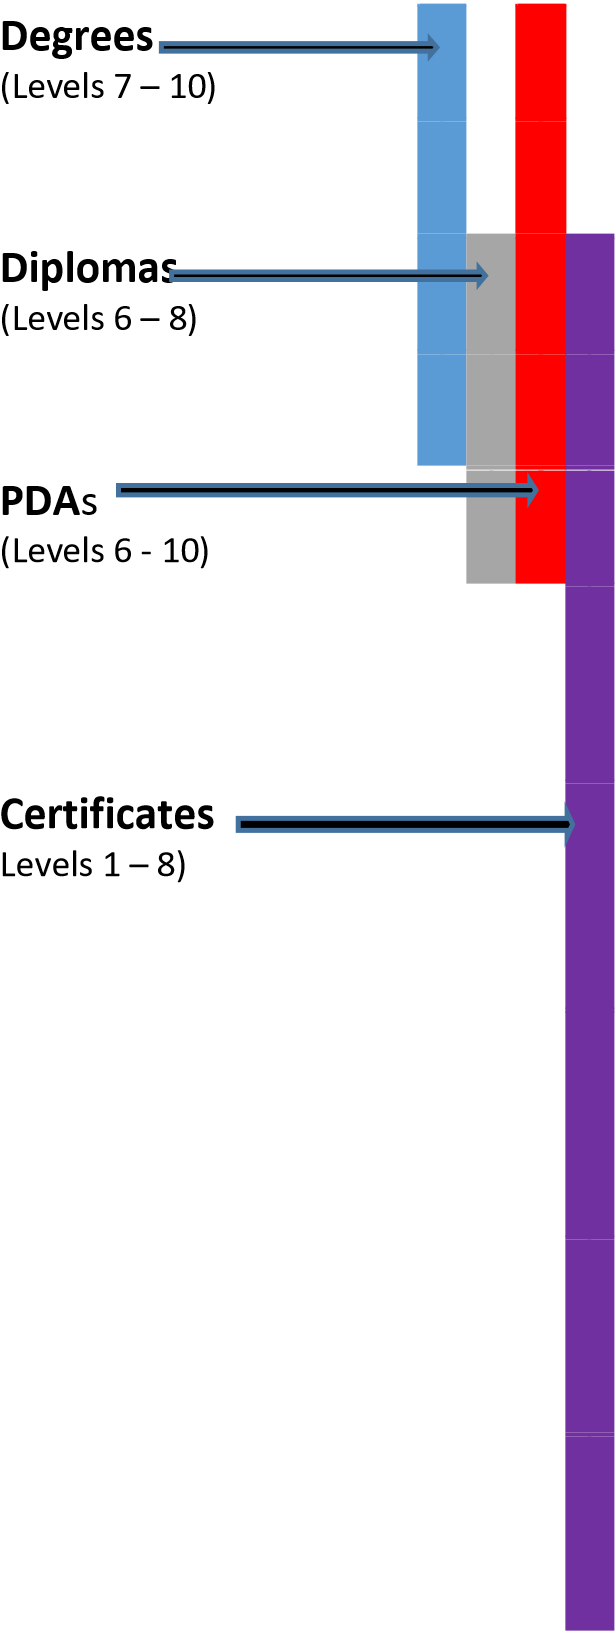 Degrees
(Levels 7 – 10)
Diplomas
(Levels 6 – 8)
PDAs
(Levels 6 - 10)
Certificates
Levels 1 – 8)